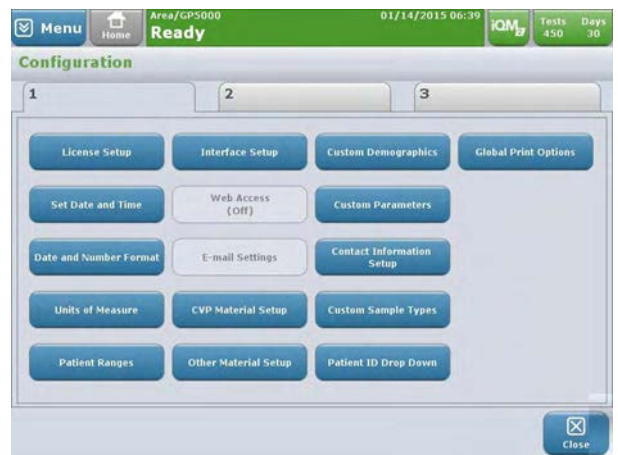 Menu
Home
Area/GP5000
01/14/2015 06:39
Ready
iQM2
Tests
Days
450
30
Configuration
1
2
3
License Setup
Interface Setup
Custom Demographics
Global Print Options
Set Date and Time
Web Access
(Off)
Custom Parameters
Date and Number Format
E-mail Settings
Contact Information
Setup
Units of Measure
CVP Material Setup
Custom Sample Types
Patient Ranges
Other Material Setup
Patient ID Drop Down
Close